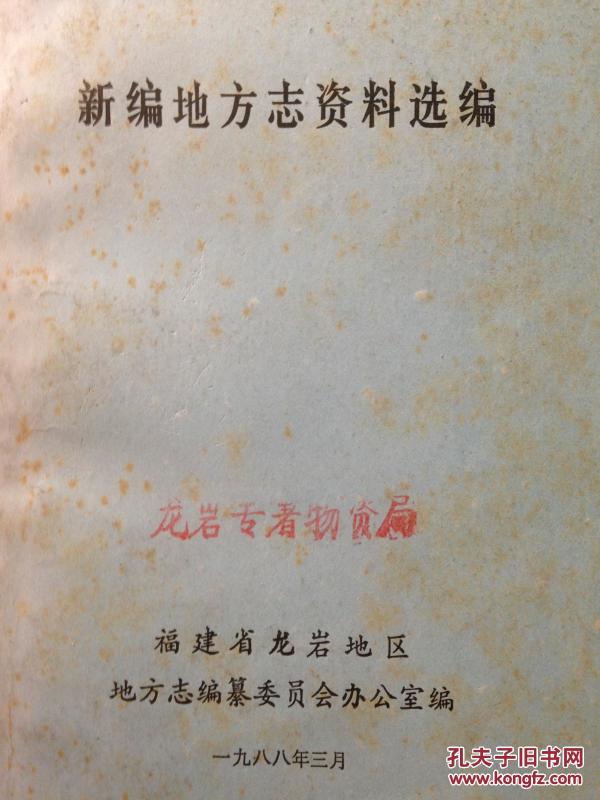 新编地方志资料选编
龙岩专署物资局
福建省龙岩地区
地方志编纂委员会办公室编
一九八八年三月
孔夫子旧书网
www.kongfz.com